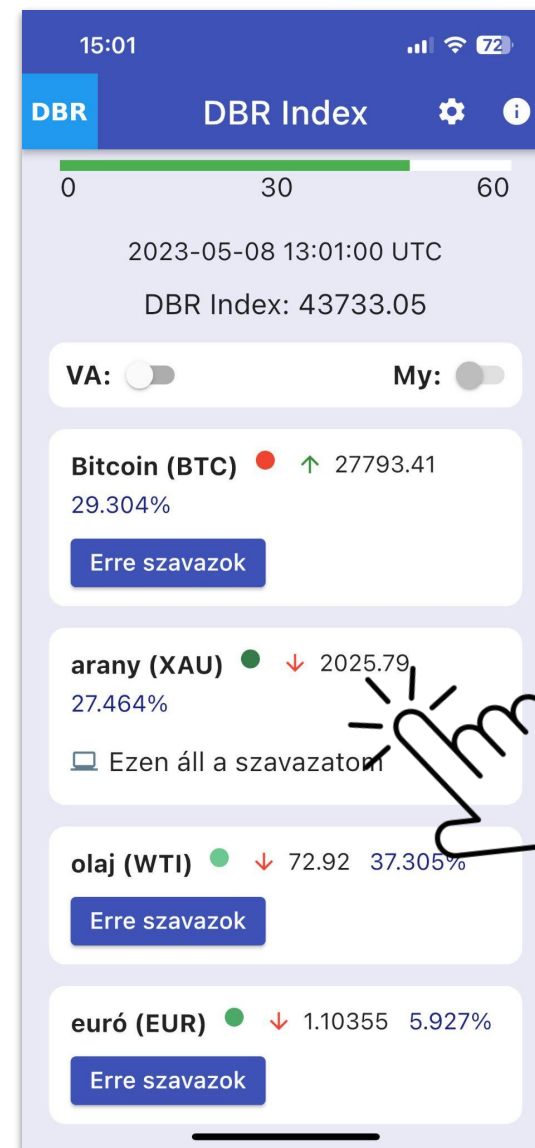 15:01 72
DBR DBR Index
0 30 60
2023-05-08 13:01:00 UTC
DBR Index: 43733.05
VA: My:
Bitcoin (BTC) ↑ 27793.41
29.304%
Erre szavazok
arany (XAU) ↓ 2025.79
27.464%
Ezen áll a szavazatom
olaj (WTI) ↓ 72.92 37.305%
Erre szavazok
euró (EUR) ↓ 1.10355 5.927%
Erre szavazok